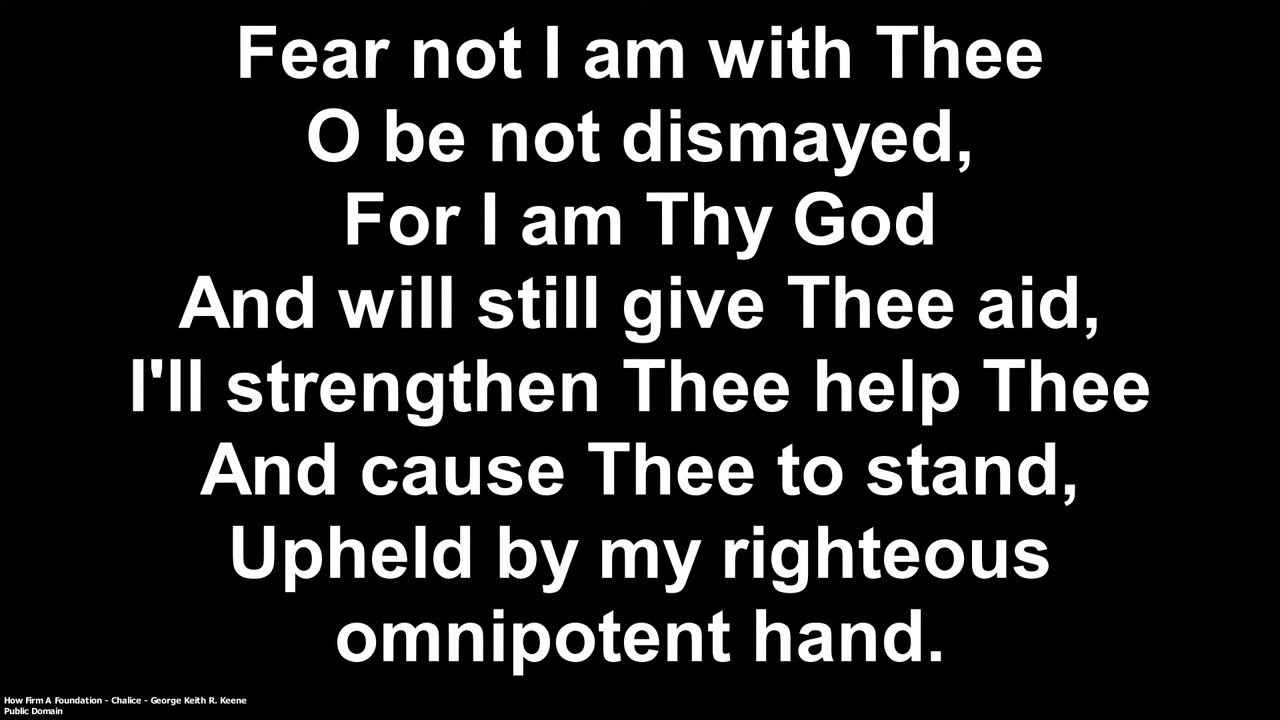 Fear not I am with Thee
O be not dismayed,
For I am Thy God
And will still give Thee aid,
I'll strengthen Thee help Thee
And cause Thee to stand,
Upheld by my righteous
omnipotent hand.
How Firm A Foundation - Chalice - George Keith R. Keene
Public Domain